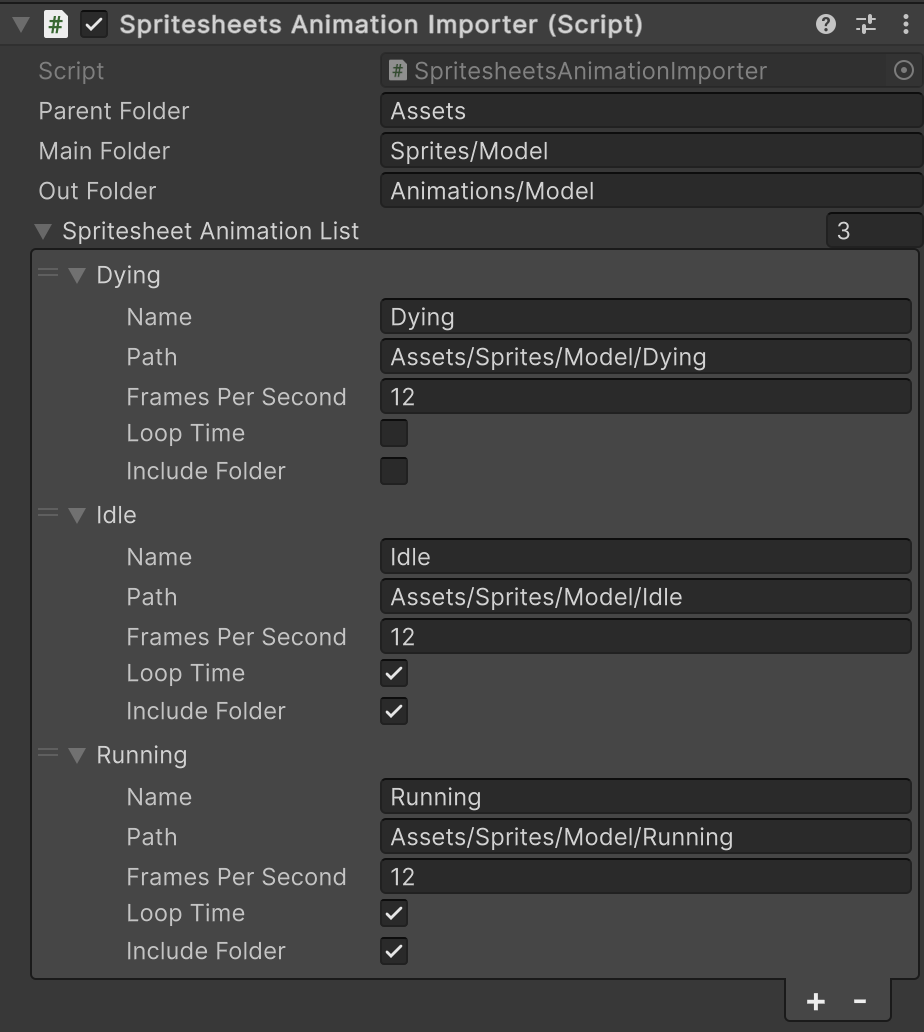 # Spritesheets Animation Importer (Script)
Script # SpritesheetsAnimationImporter
Parent Folder Assets
Main Folder Sprites/Model
Out Folder Animations/Model
Spritesheet Animation List 3
Dying
Name Dying
Path Assets/Sprites/Model/Dying
Frames Per Second 12
Loop Time
Include Folder
Idle
Name Idle
Path Assets/Sprites/Model/Idle
Frames Per Second 12
Loop Time
Include Folder
Running
Name Running
Path Assets/Sprites/Model/Running
Frames Per Second 12
Loop Time
Include Folder
+ -